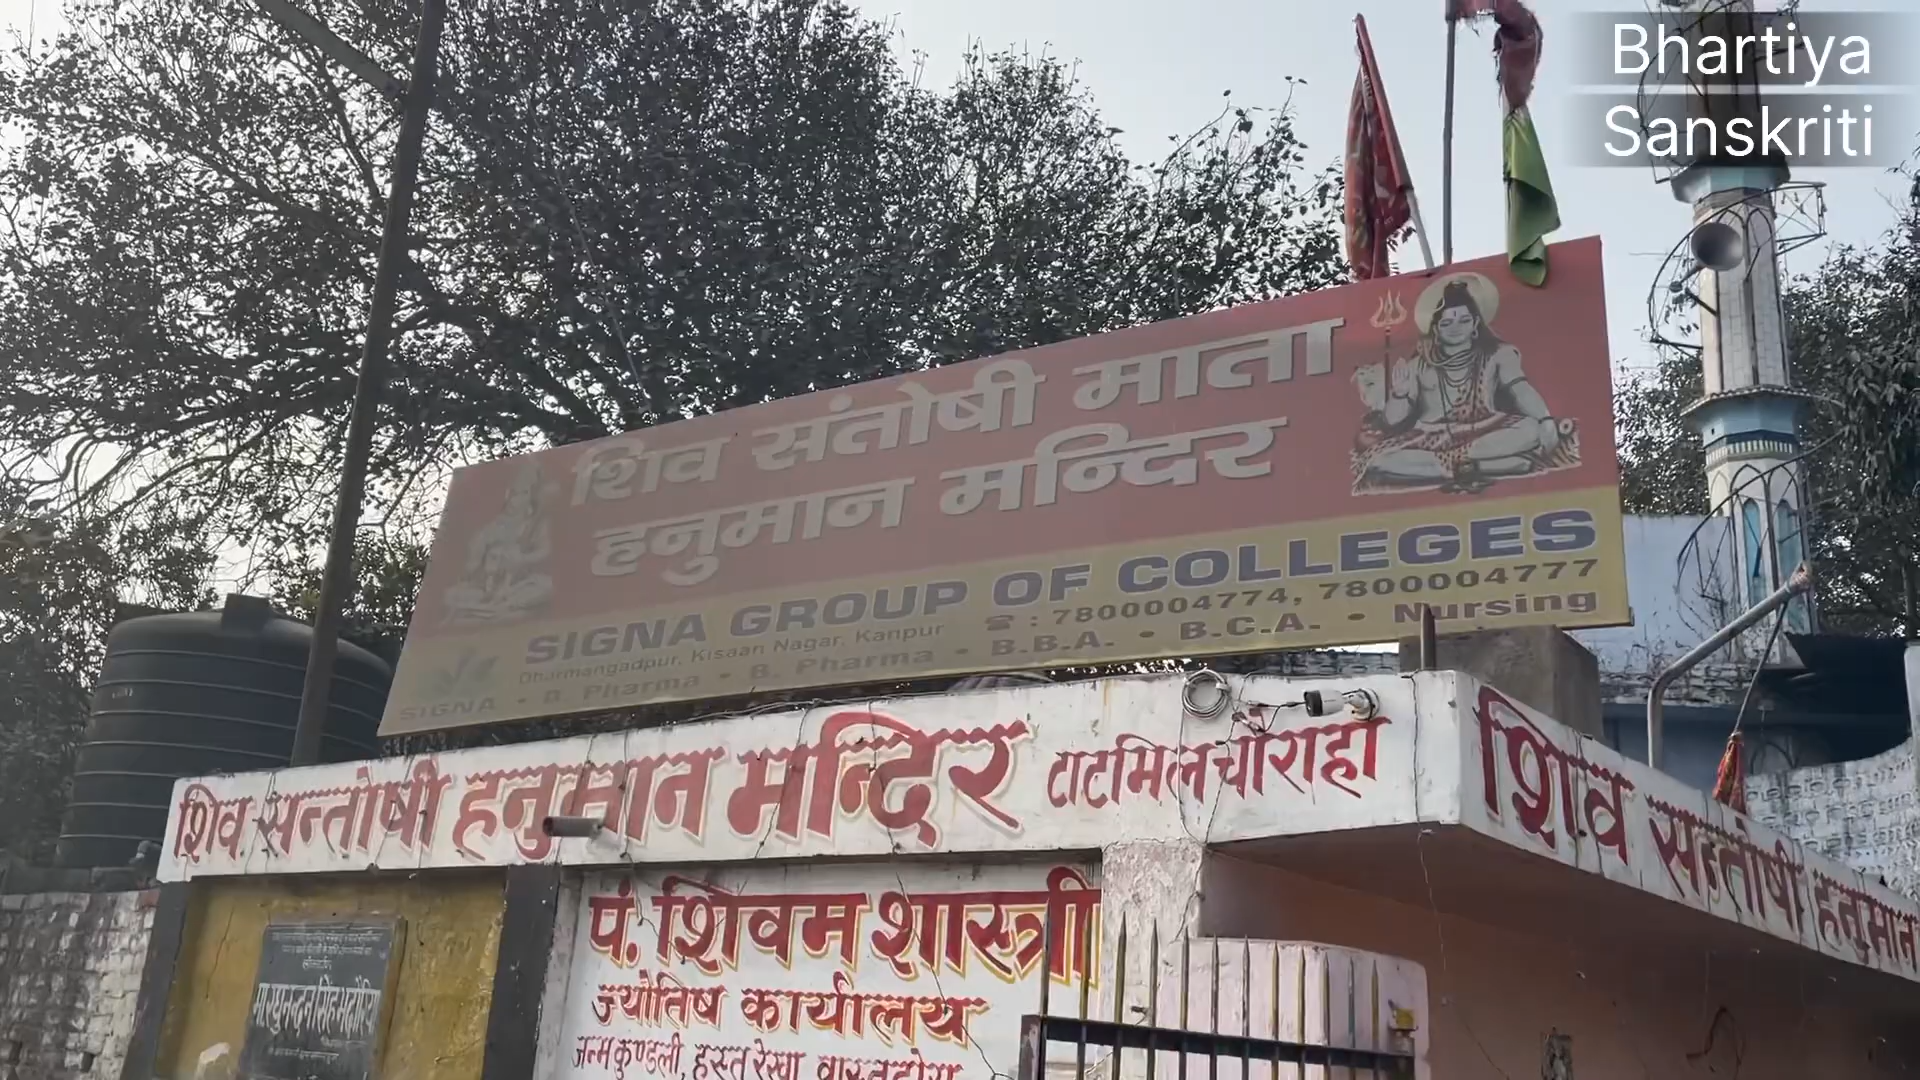 Bhartiya
Sanskriti
शिव संतोषी माता
हनुमान मन्दिर
SIGNA GROUP OF COLLEGES
Dharmangadpur, Kisaan Nagar, Kanpur ☎ : 7800004774, 7800004777
SIGNA • D. Pharma • B. Pharma • B.B.A. • B.C.A. • Nursing
शिव सन्तोषी हनुमान मन्दिर टाटमिल चौराहा
शिव सन्तोषी हनुमान
पं. शिवम शास्त्री
ज्योतिष कार्यालय
जन्म कुण्डली, हस्त रेखा, वास्तुदोष